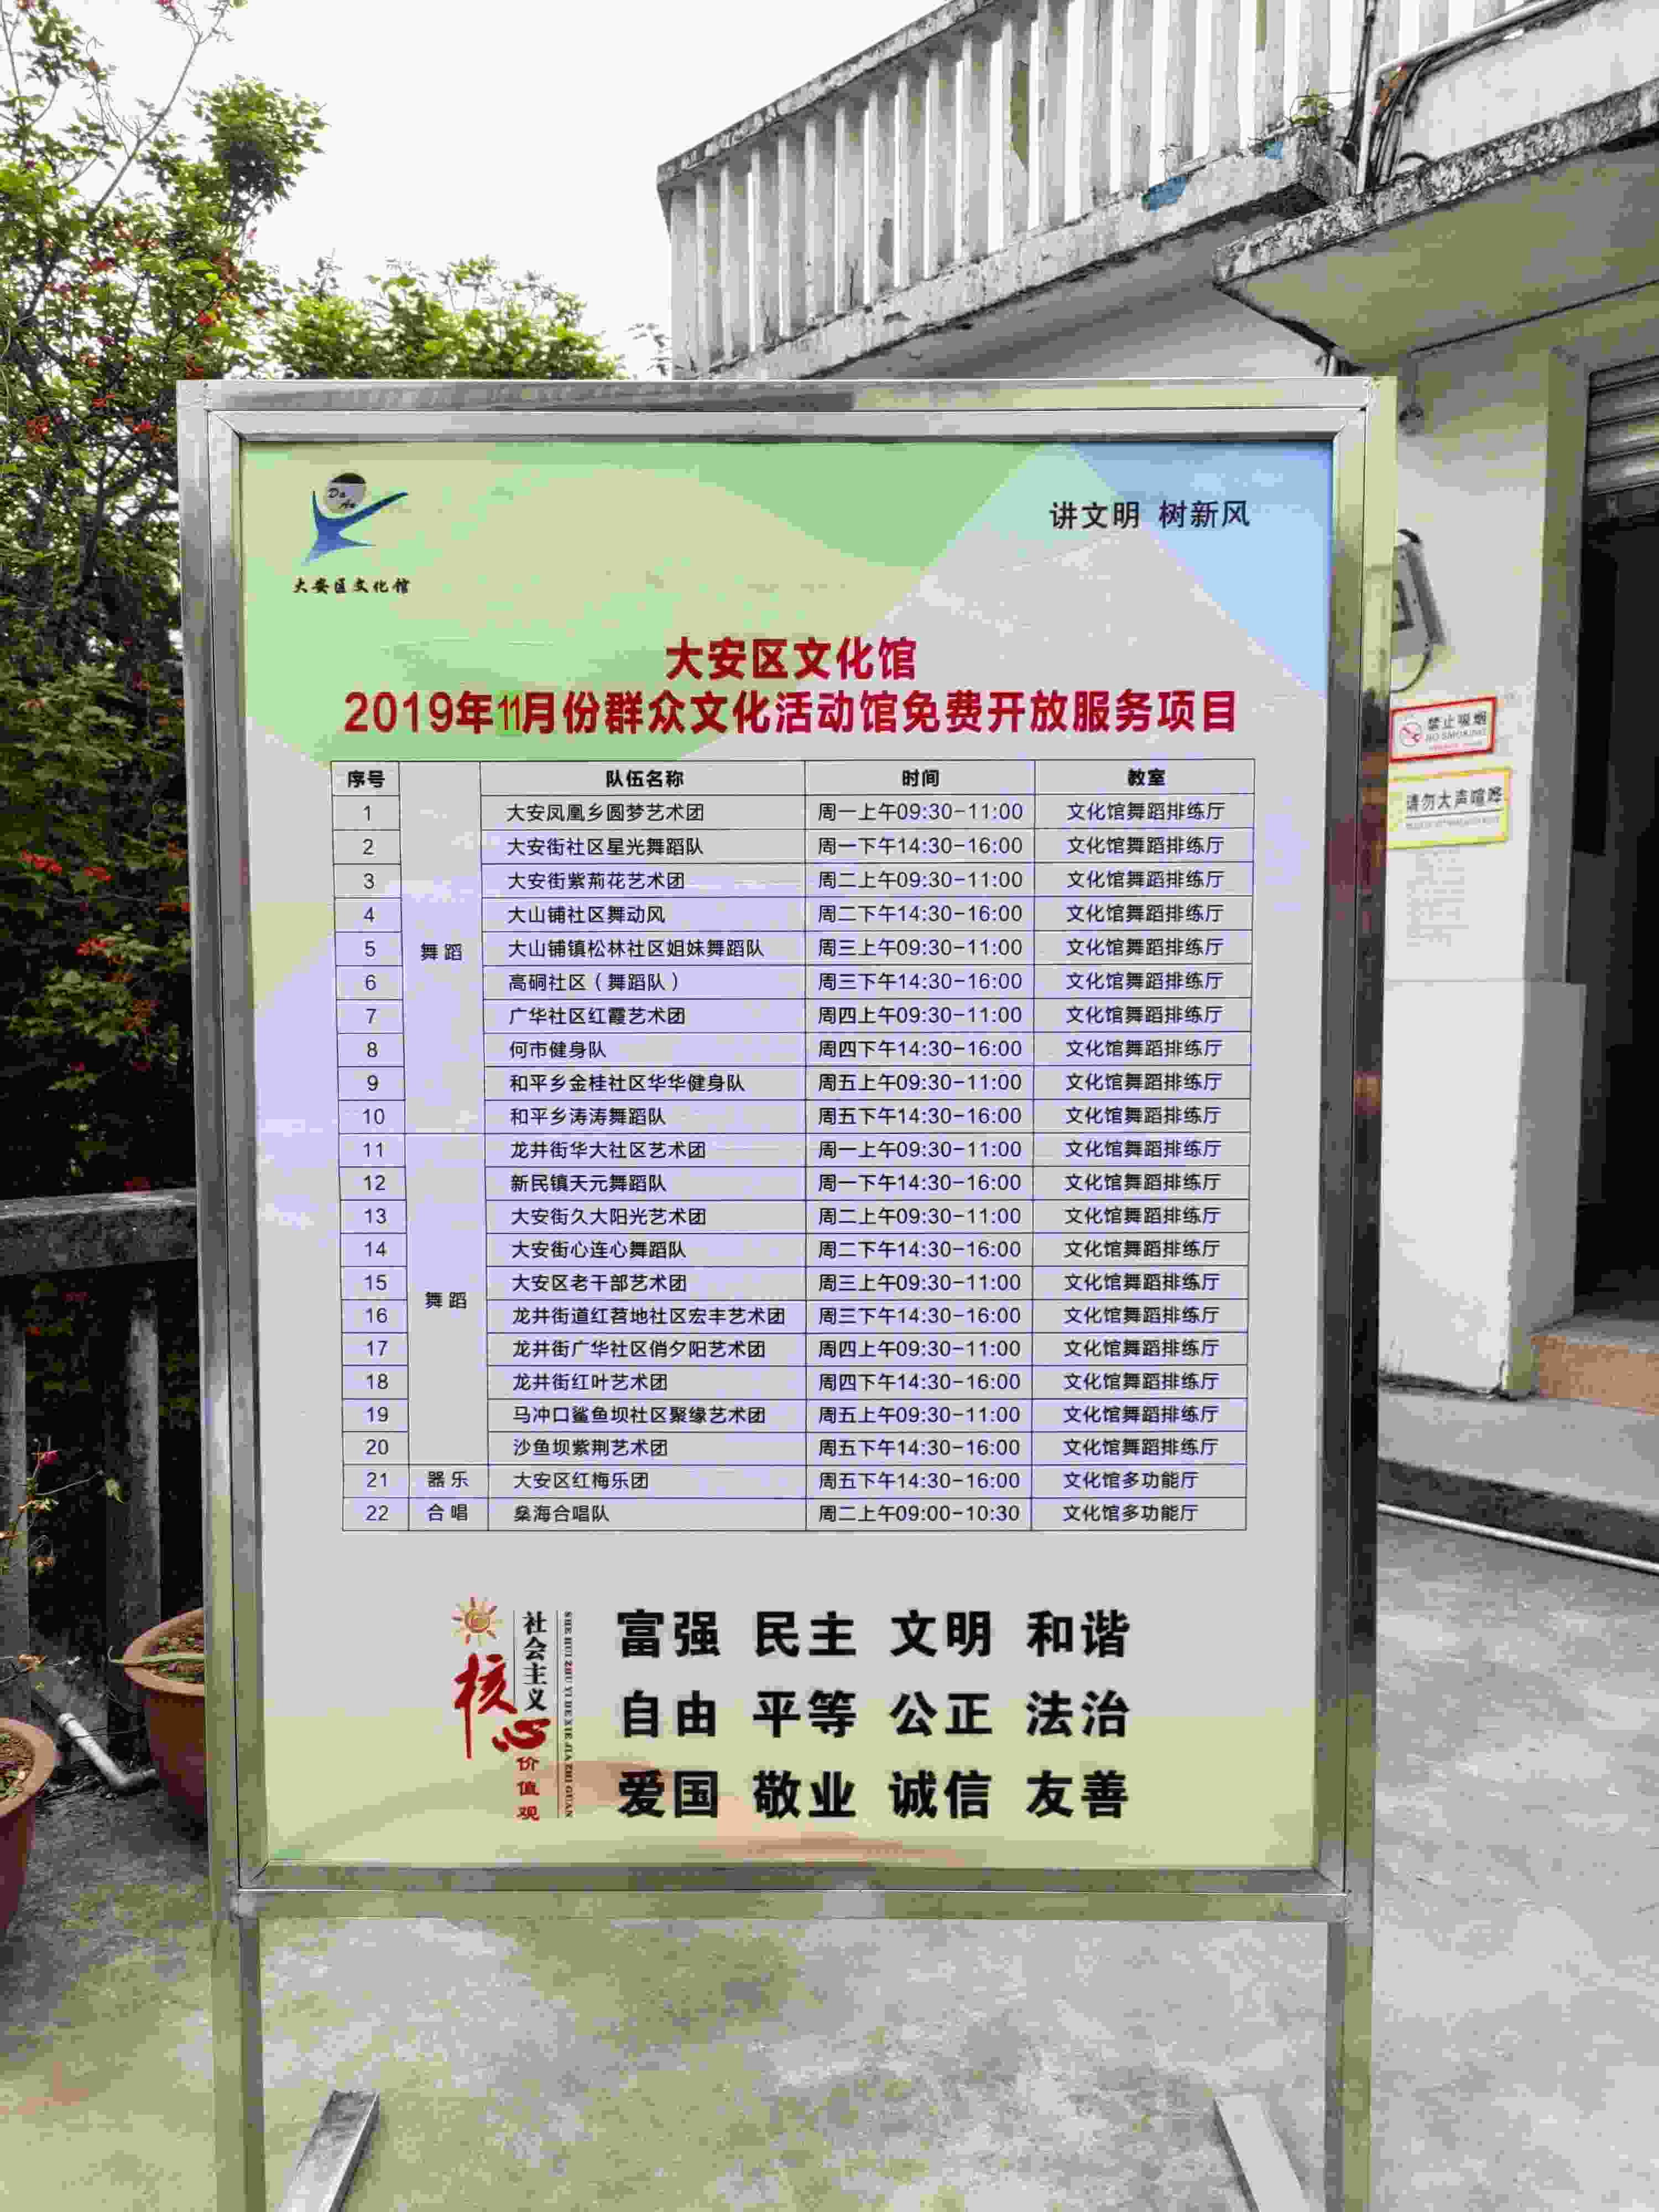 Da
An
大安区文化馆
讲文明 树新风
大安区文化馆
2019年11月份群众文化活动馆免费开放服务项目
序号 队伍名称 时间 教室
1 大安凤凰乡圆梦艺术团 周一上午09:30-11:00 文化馆舞蹈排练厅
2 大安街社区星光舞蹈队 周一下午14:30-16:00 文化馆舞蹈排练厅
3 大安街紫荊花艺术团 周二上午09:30-11:00 文化馆舞蹈排练厅
4 大山铺社区舞动风 周二下午14:30-16:00 文化馆舞蹈排练厅
舞蹈
5 大山铺镇松林社区姐妹舞蹈队 周三上午09:30-11:00 文化馆舞蹈排练厅
6 高硐社区（舞蹈队） 周三下午14:30-16:00 文化馆舞蹈排练厅
7 广华社区红霞艺术团 周四上午09:30-11:00 文化馆舞蹈排练厅
8 何市健身队 周四下午14:30-16:00 文化馆舞蹈排练厅
9 和平乡金桂社区华华健身队 周五上午09:30-11:00 文化馆舞蹈排练厅
10 和平乡涛涛舞蹈队 周五下午14:30-16:00 文化馆舞蹈排练厅
11 龙井街华大社区艺术团 周一上午09:30-11:00 文化馆舞蹈排练厅
12 新民镇天元舞蹈队 周一下午14:30-16:00 文化馆舞蹈排练厅
13 大安街久大阳光艺术团 周二上午09:30-11:00 文化馆舞蹈排练厅
14 大安街心连心舞蹈队 周二下午14:30-16:00 文化馆舞蹈排练厅
15 大安区老干部艺术团 周三上午09:30-11:00 文化馆舞蹈排练厅
舞蹈
16 龙井街道红苕地社区宏丰艺术团 周三下午14:30-16:00 文化馆舞蹈排练厅
17 龙井街广华社区俏夕阳艺术团 周四上午09:30-11:00 文化馆舞蹈排练厅
18 龙井街红叶艺术团 周四下午14:30-16:00 文化馆舞蹈排练厅
19 马冲口鲨鱼坝社区聚缘艺术团 周五上午09:30-11:00 文化馆舞蹈排练厅
20 沙鱼坝紫荆艺术团 周五下午14:30-16:00 文化馆舞蹈排练厅
21 器乐 大安区红梅乐团 周五下午14:30-16:00 文化馆多功能厅
22 合唱 燊海合唱队 周二上午09:00-10:30 文化馆多功能厅
社会主义
核心
价值观
SHE HUI ZHU YI DE XIE JIA ZHI GUAN
富强 民主 文明 和谐
自由 平等 公正 法治
爱国 敬业 诚信 友善
禁止吸烟
NO SMOKING
请勿大声喧哗